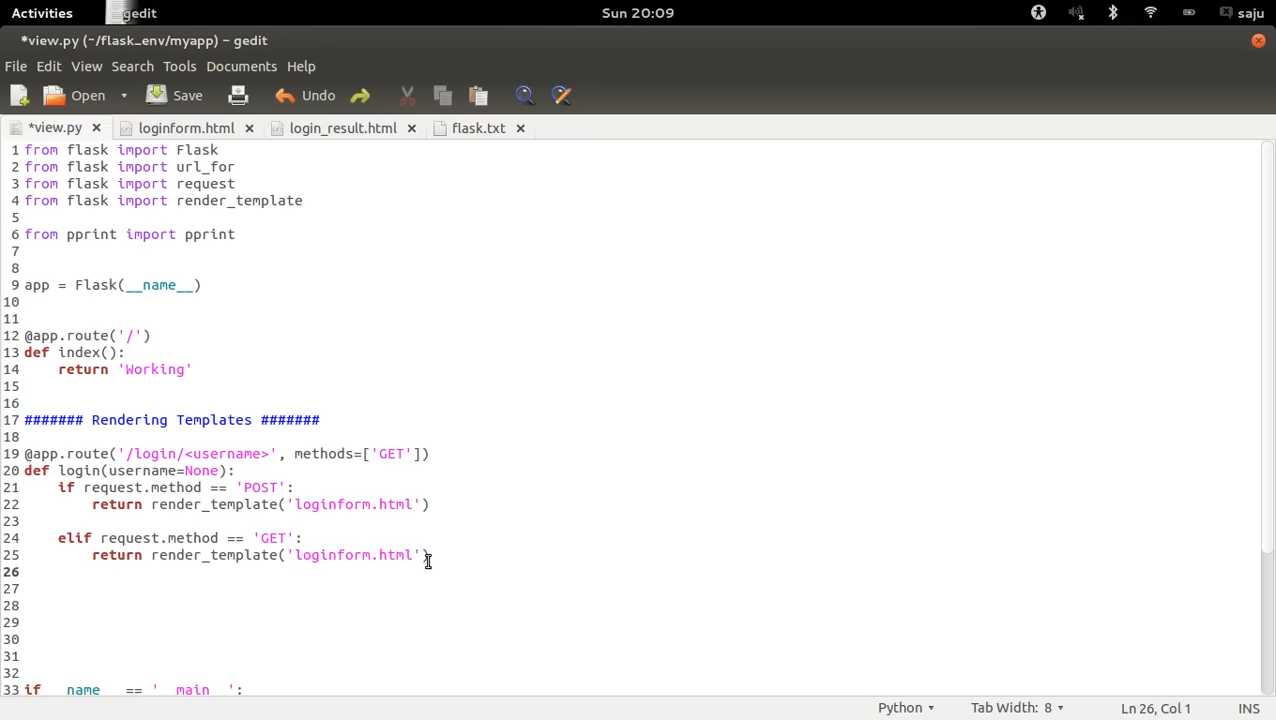 Activities gedit Sun 20:09 saju
*view.py (~/flask_env/myapp) – gedit
File Edit View Search Tools Documents Help
Open Save Undo
*view.py loginform.html login_result.html flask.txt
1 from flask import Flask
2 from flask import url_for
3 from flask import request
4 from flask import render_template
5
6 from pprint import pprint
7
8
9 app = Flask(__name__)
10
11
12 @app.route('/')
13 def index():
14     return 'Working'
15
16
17 ####### Rendering Templates #######
18
19 @app.route('/login/<username>', methods=['GET'])
20 def login(username=None):
21     if request.method == 'POST':
22         return render_template('loginform.html')
23
24     elif request.method == 'GET':
25         return render_template('loginform.html')
26
27
28
29
30
31
32
33 if __name__ == '__main__':
Python Tab Width: 8 Ln 26, Col 1 INS